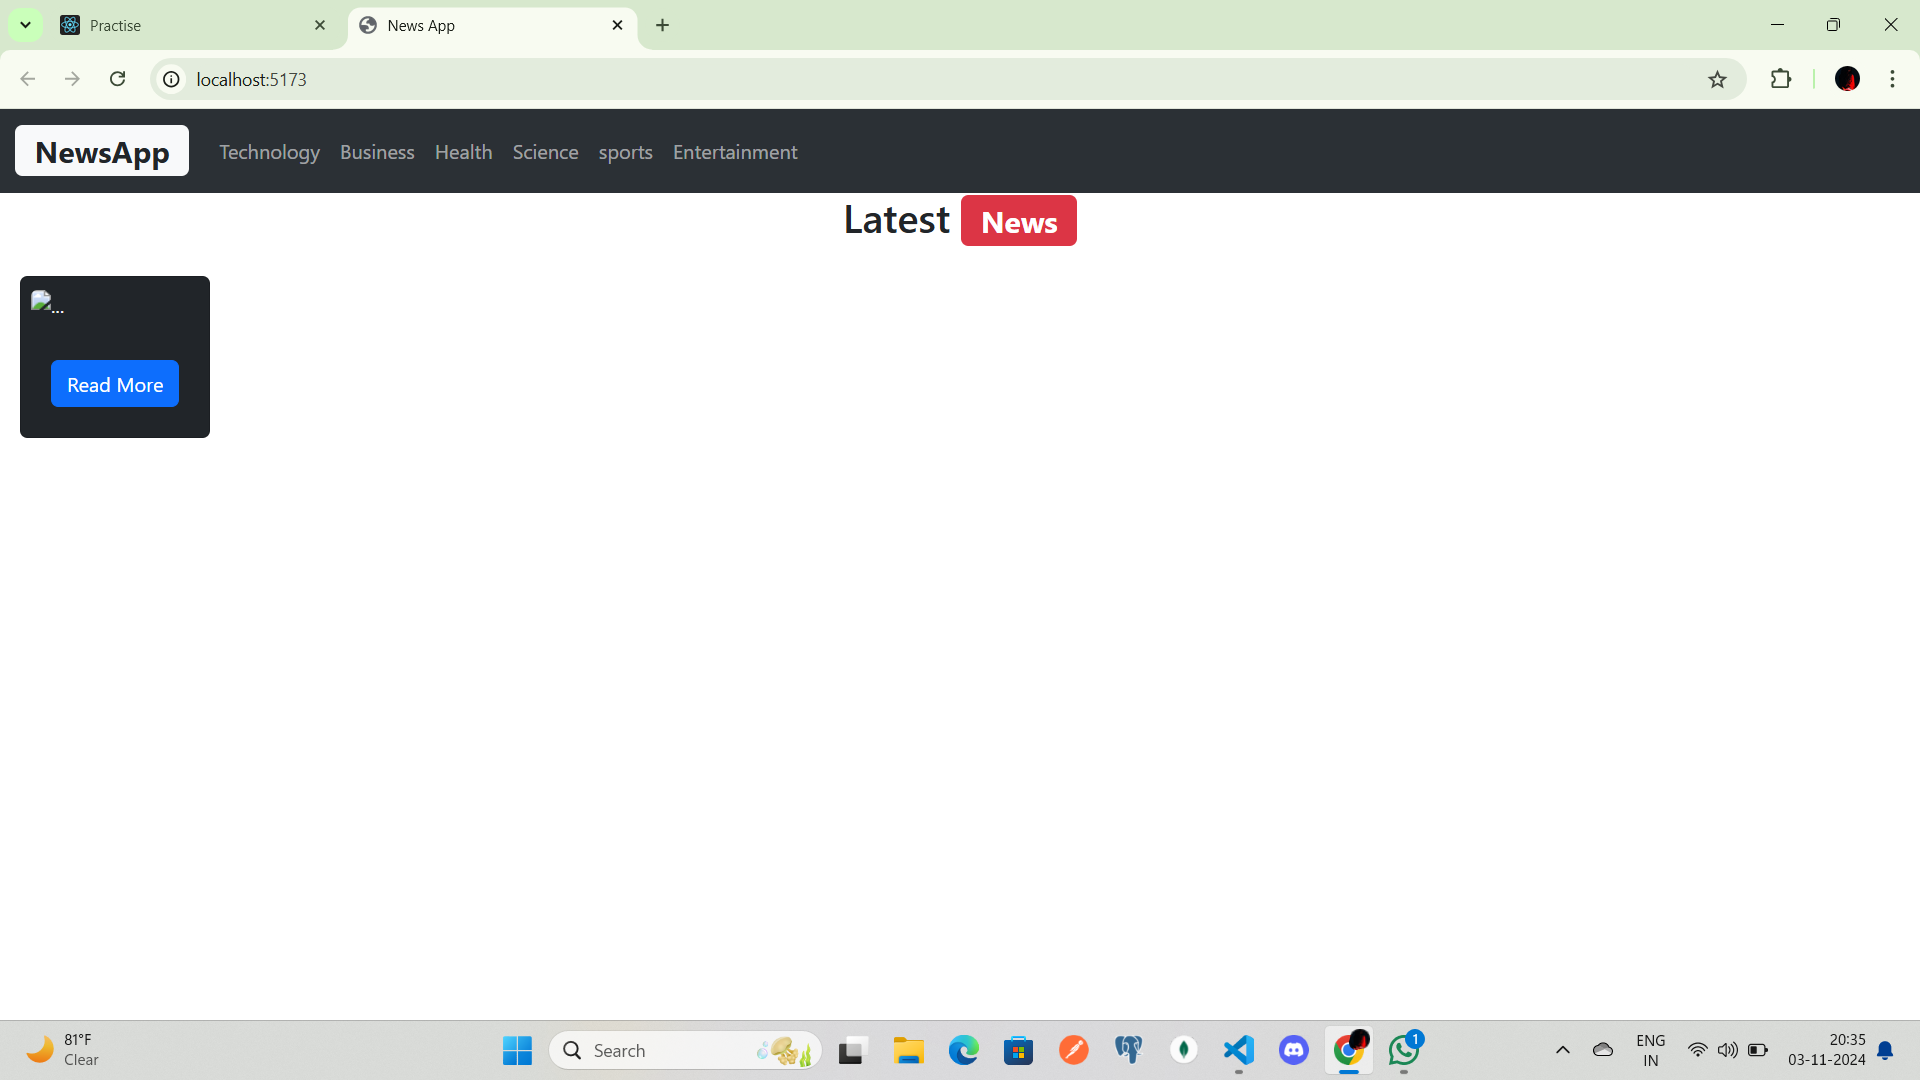 Practise
News App
localhost:5173
NewsApp
Technology Business Health Science sports Entertainment
Latest News
...
Read More
81°F
Clear
Search
1
ENG
IN
20:35
03-11-2024